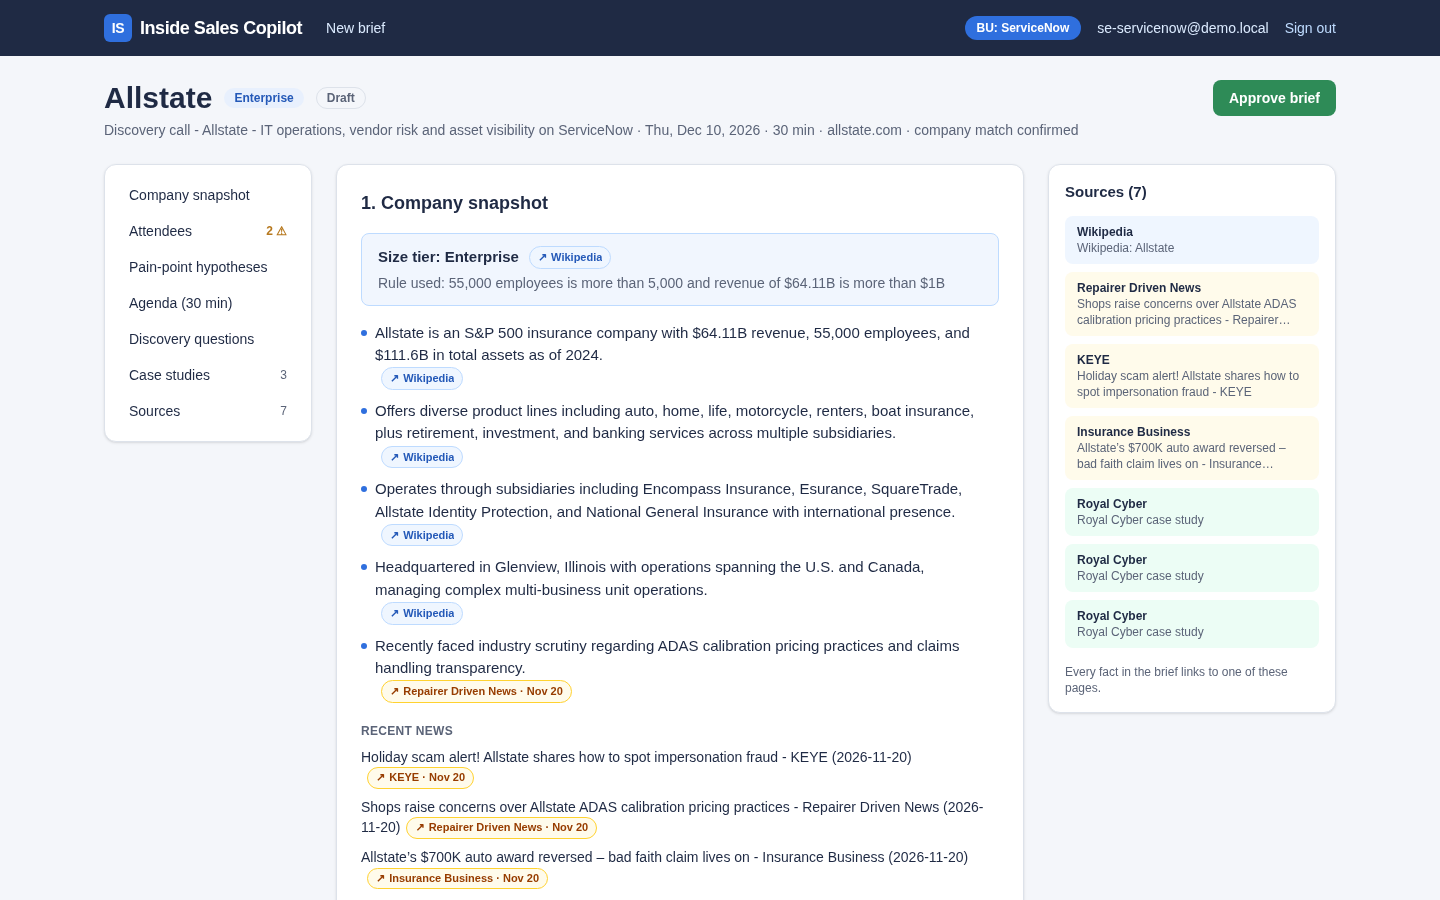 IS Inside Sales Copilot New brief BU: ServiceNow se-servicenow@demo.local Sign out
Allstate Enterprise Draft Approve brief
Discovery call - Allstate - IT operations, vendor risk and asset visibility on ServiceNow · Thu, Dec 10, 2026 · 30 min · allstate.com · company match confirmed
Company snapshot
Attendees 2 ⚠
Pain-point hypotheses
Agenda (30 min)
Discovery questions
Case studies 3
Sources 7
1. Company snapshot
Size tier: Enterprise ↗ Wikipedia
Rule used: 55,000 employees is more than 5,000 and revenue of $64.11B is more than $1B
Allstate is an S&P 500 insurance company with $64.11B revenue, 55,000 employees, and
$111.6B in total assets as of 2024.
↗ Wikipedia
Offers diverse product lines including auto, home, life, motorcycle, renters, boat insurance,
plus retirement, investment, and banking services across multiple subsidiaries.
↗ Wikipedia
Operates through subsidiaries including Encompass Insurance, Esurance, SquareTrade,
Allstate Identity Protection, and National General Insurance with international presence.
↗ Wikipedia
Headquartered in Glenview, Illinois with operations spanning the U.S. and Canada,
managing complex multi-business unit operations.
↗ Wikipedia
Recently faced industry scrutiny regarding ADAS calibration pricing practices and claims
handling transparency.
↗ Repairer Driven News · Nov 20
RECENT NEWS
Holiday scam alert! Allstate shares how to spot impersonation fraud - KEYE (2026-11-20)
↗ KEYE · Nov 20
Shops raise concerns over Allstate ADAS calibration pricing practices - Repairer Driven News (2026-
11-20) ↗ Repairer Driven News · Nov 20
Allstate’s $700K auto award reversed – bad faith claim lives on - Insurance Business (2026-11-20)
↗ Insurance Business · Nov 20
Sources (7)
Wikipedia
Wikipedia: Allstate
Repairer Driven News
Shops raise concerns over Allstate ADAS
calibration pricing practices - Repairer…
KEYE
Holiday scam alert! Allstate shares how to
spot impersonation fraud - KEYE
Insurance Business
Allstate’s $700K auto award reversed –
bad faith claim lives on - Insurance…
Royal Cyber
Royal Cyber case study
Royal Cyber
Royal Cyber case study
Royal Cyber
Royal Cyber case study
Every fact in the brief links to one of these
pages.